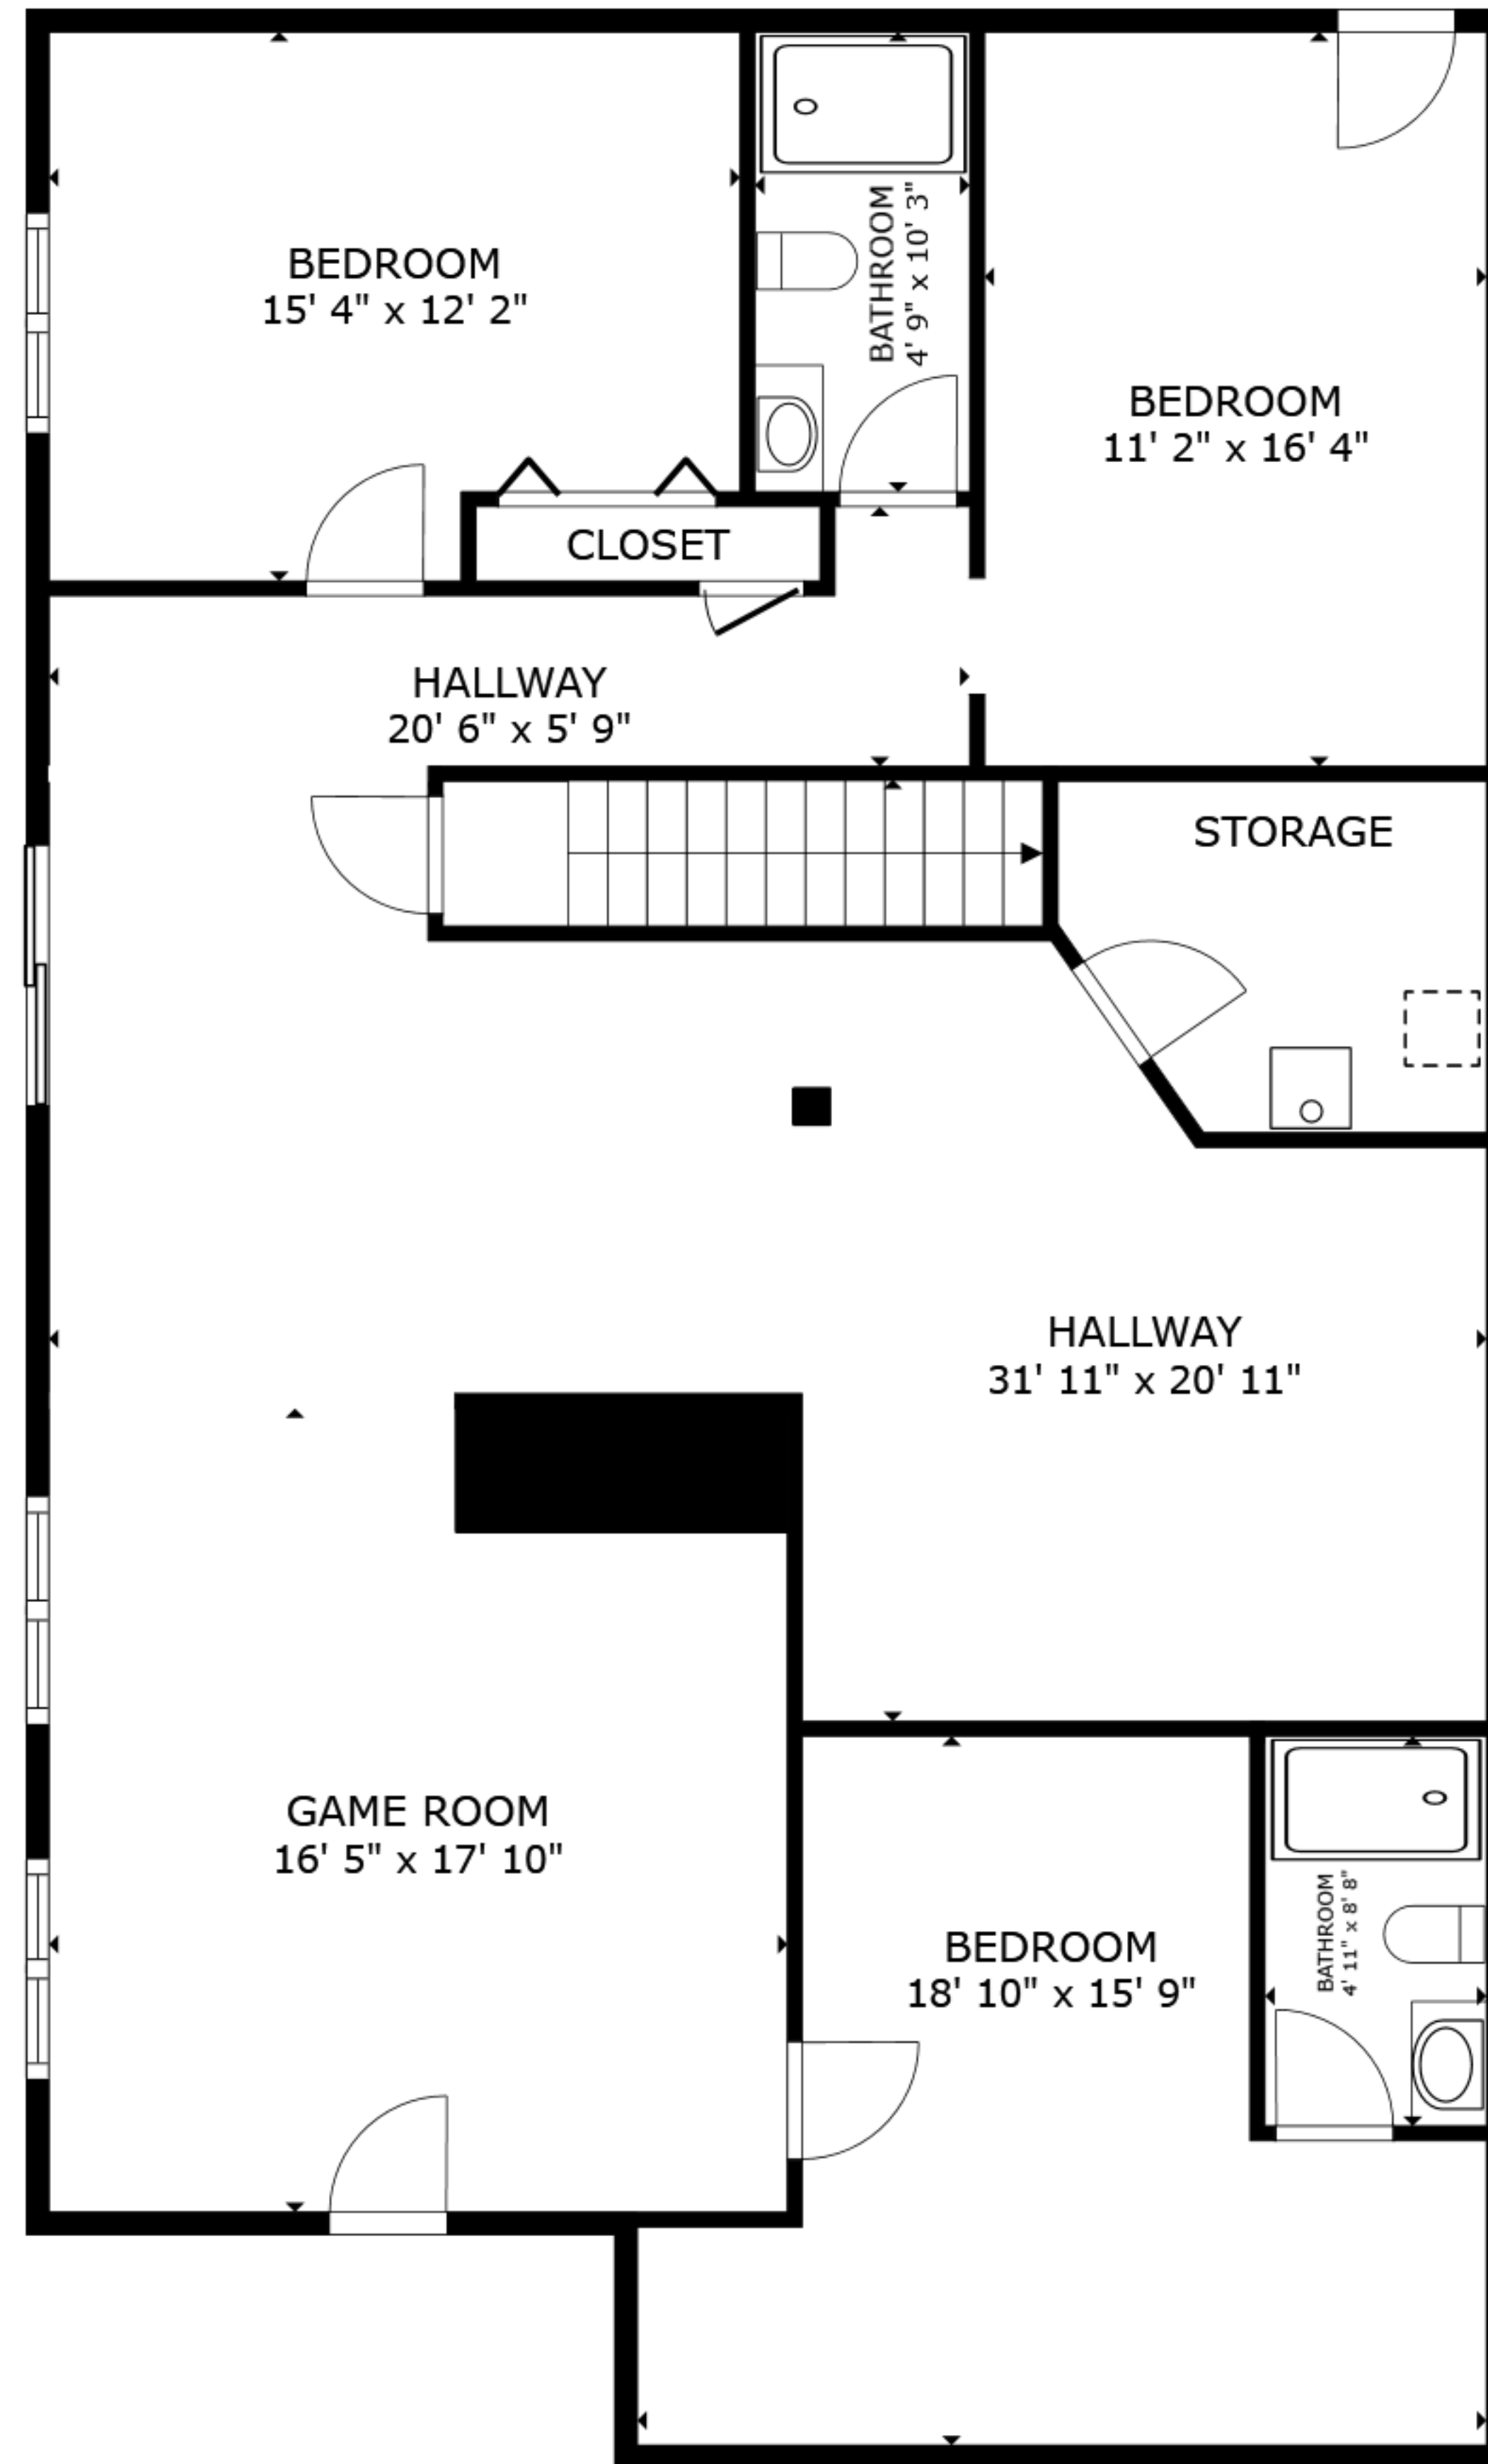 BEDROOM
15' 4" x 12' 2"
BATHROOM
4' 9" x 10' 3"
BEDROOM
11' 2" x 16' 4"
CLOSET
HALLWAY
20' 6" x 5' 9"
STORAGE
HALLWAY
31' 11" x 20' 11"
GAME ROOM
16' 5" x 17' 10"
BEDROOM
18' 10" x 15' 9"
BATHROOM
4' 11" x 8' 8"